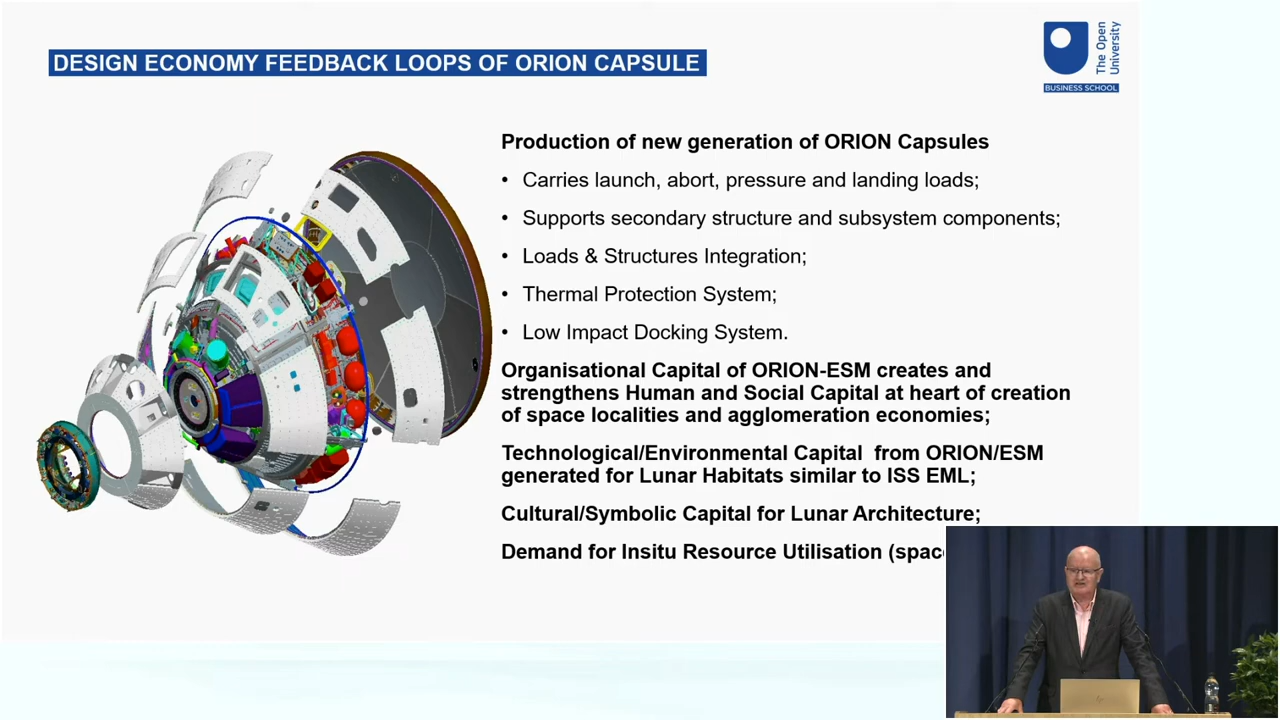 DESIGN ECONOMY FEEDBACK LOOPS OF ORION CAPSULE
The Open
University
BUSINESS SCHOOL
Production of new generation of ORION Capsules
• Carries launch, abort, pressure and landing loads;
• Supports secondary structure and subsystem components;
• Loads & Structures Integration;
• Thermal Protection System;
• Low Impact Docking System.
Organisational Capital of ORION-ESM creates and
strengthens Human and Social Capital at heart of creation
of space localities and agglomeration economies;
Technological/Environmental Capital from ORION/ESM
generated for Lunar Habitats similar to ISS EML;
Cultural/Symbolic Capital for Lunar Architecture;
Demand for Insitu Resource Utilisation (spac